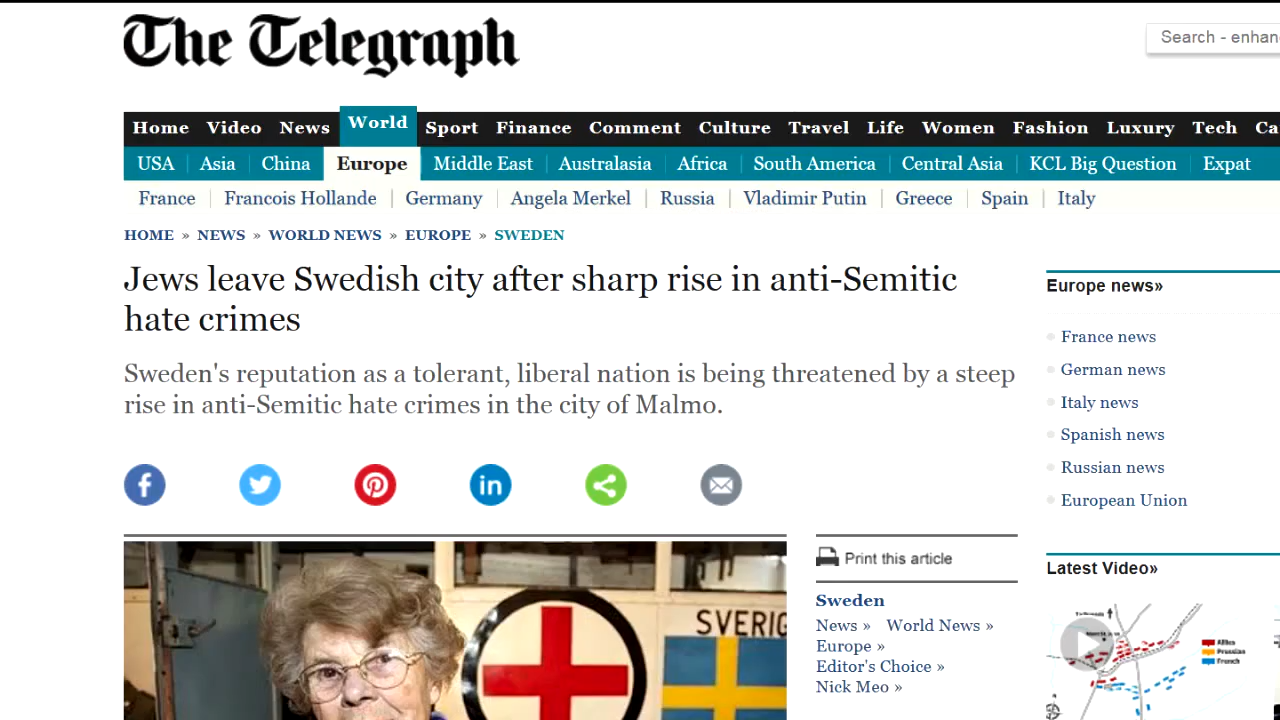 The Telegraph
Search - enhan
Home Video News World Sport Finance Comment Culture Travel Life Women Fashion Luxury Tech Ca
USA Asia China Europe Middle East Australasia Africa South America Central Asia KCL Big Question Expat
France Francois Hollande Germany Angela Merkel Russia Vladimir Putin Greece Spain Italy
HOME » NEWS » WORLD NEWS » EUROPE » SWEDEN
Jews leave Swedish city after sharp rise in anti-Semitic
hate crimes
Sweden's reputation as a tolerant, liberal nation is being threatened by a steep
rise in anti-Semitic hate crimes in the city of Malmo.
Print this article
Sweden
News » World News »
Europe »
Editor's Choice »
Nick Meo »
SVERIG
Europe news»
France news
German news
Italy news
Spanish news
Russian news
European Union
Latest Video»
Allies
Prussian
French